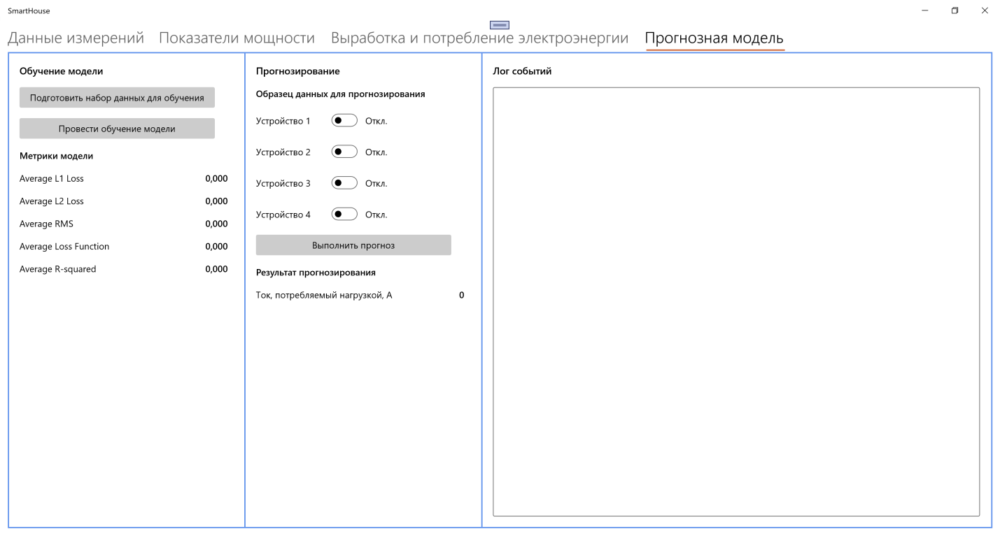 SmartHouse
Данные измерений Показатели мощности Выработка и потребление электроэнергии Прогнозная модель
Обучение модели
Подготовить набор данных для обучения
Провести обучение модели
Метрики модели
Average L1 Loss 0,000
Average L2 Loss 0,000
Average RMS 0,000
Average Loss Function 0,000
Average R-squared 0,000
Прогнозирование
Образец данных для прогнозирования
Устройство 1 Откл.
Устройство 2 Откл.
Устройство 3 Откл.
Устройство 4 Откл.
Выполнить прогноз
Результат прогнозирования
Ток, потребляемый нагрузкой, А 0
Лог событий